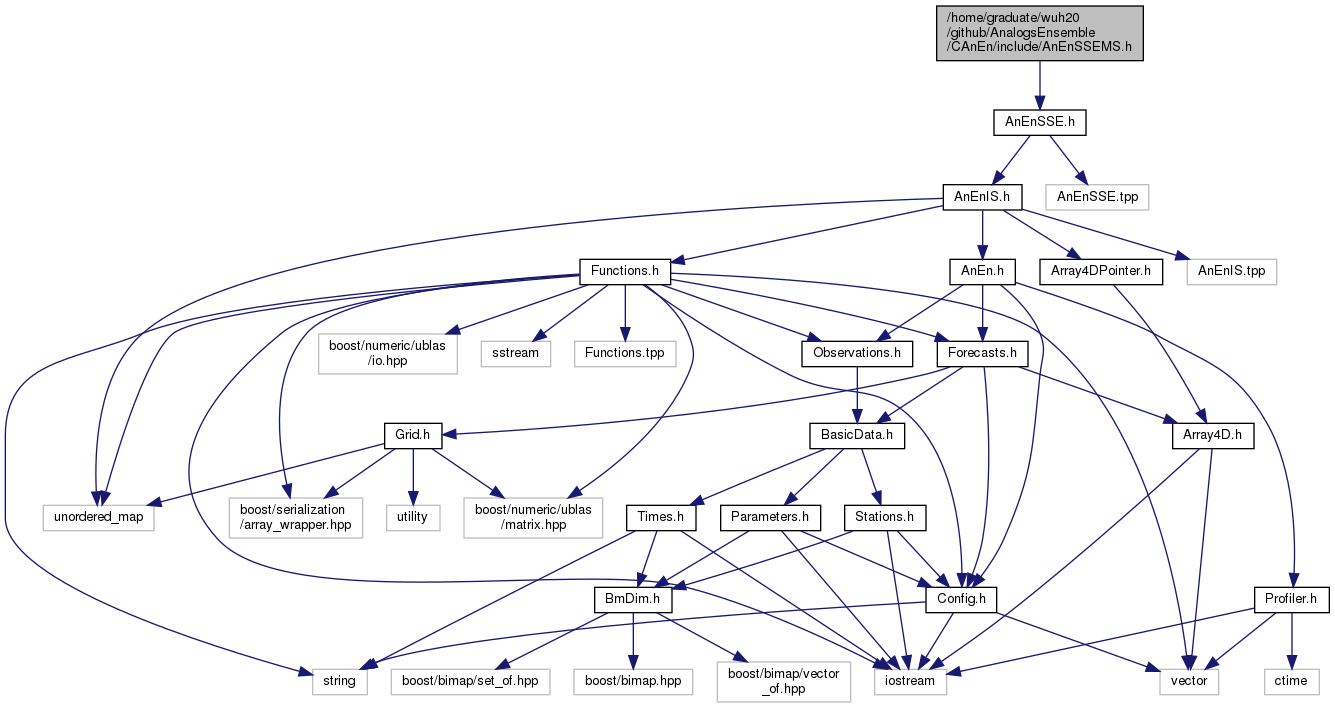 /home/graduate/wuh20
/github/AnalogsEnsemble
/CAnEn/include/AnEnSSEMS.h
AnEnSSE.h
AnEnIS.h
AnEnSSE.tpp
Functions.h
AnEn.h
Array4DPointer.h
AnEnIS.tpp
boost/numeric/ublas
/io.hpp
sstream
Functions.tpp
Observations.h
Forecasts.h
Grid.h
BasicData.h
Array4D.h
unordered_map
boost/serialization
/array_wrapper.hpp
utility
boost/numeric/ublas
/matrix.hpp
Times.h
Parameters.h
Stations.h
BmDim.h
Config.h
Profiler.h
string
boost/bimap/set_of.hpp
boost/bimap.hpp
boost/bimap/vector
_of.hpp
iostream
vector
ctime